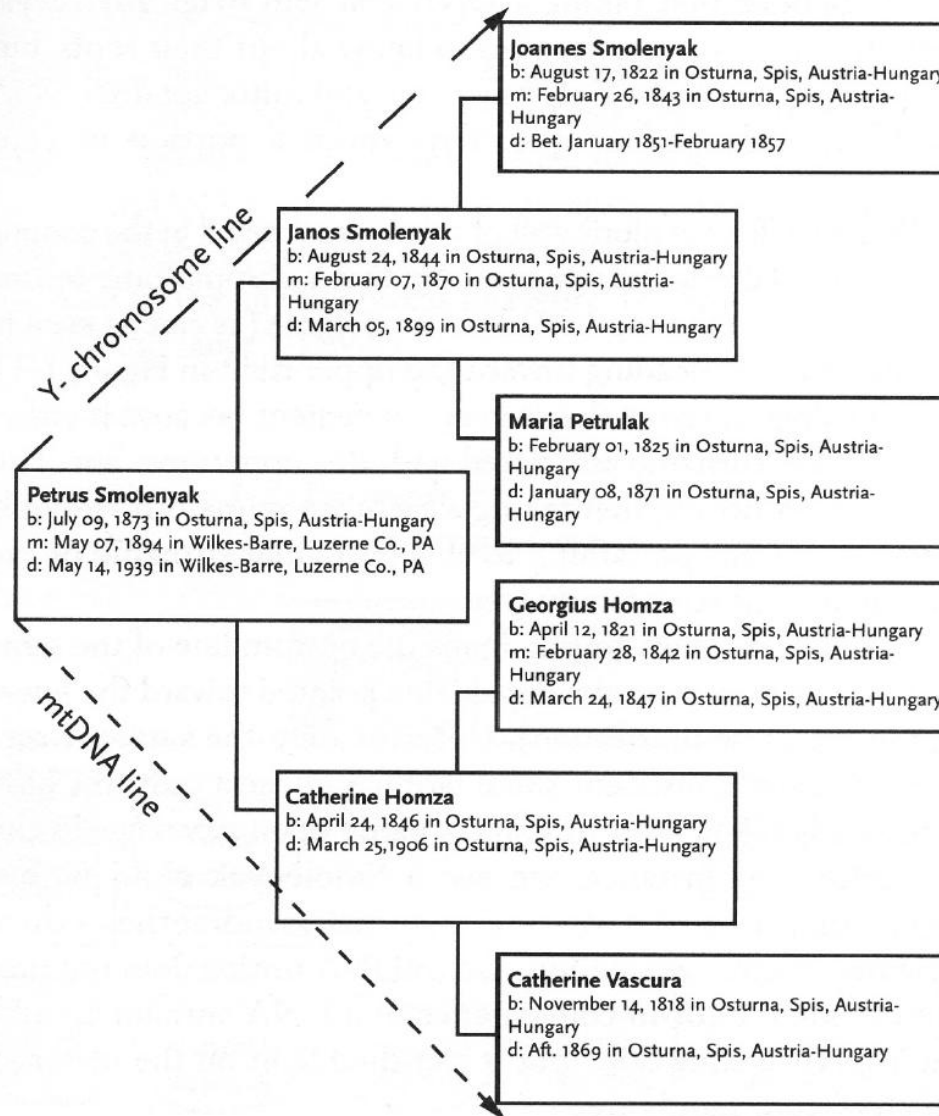 Joannes Smolenyak
b: August 17, 1822 in Osturna, Spis, Austria-Hungary
m: February 26, 1843 in Osturna, Spis, Austria-
Hungary
d: Bet. January 1851-February 1857
Y- chromosome line
Janos Smolenyak
b: August 24, 1844 in Osturna, Spis, Austria-Hungary
m: February 07, 1870 in Osturna, Spis, Austria-
Hungary
d: March 05, 1899 in Osturna, Spis, Austria-Hungary
Maria Petrulak
b: February 01, 1825 in Osturna, Spis, Austria-
Hungary
d: January 08, 1871 in Osturna, Spis, Austria-
Hungary
Petrus Smolenyak
b: July 09, 1873 in Osturna, Spis, Austria-Hungary
m: May 07, 1894 in Wilkes-Barre, Luzerne Co., PA
d: May 14, 1939 in Wilkes-Barre, Luzerne Co., PA
Georgius Homza
b: April 12, 1821 in Osturna, Spis, Austria-Hungary
m: February 28, 1842 in Osturna, Spis, Austria-
Hungary
d: March 24, 1847 in Osturna, Spis, Austria-Hungary
mtDNA line
Catherine Homza
b: April 24, 1846 in Osturna, Spis, Austria-Hungary
d: March 25,1906 in Osturna, Spis, Austria-Hungary
Catherine Vascura
b: November 14, 1818 in Osturna, Spis, Austria-
Hungary
d: Aft. 1869 in Osturna, Spis, Austria-Hungary